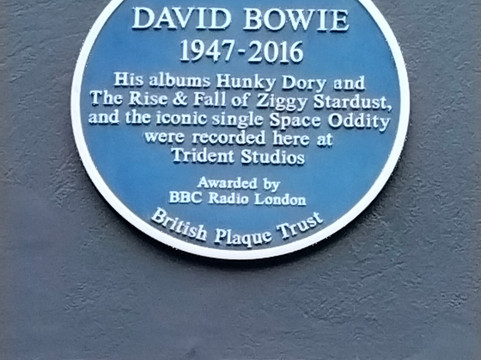 DAVID BOWIE
1947-2016
His albums Hunky Dory and
The Rise & Fall of Ziggy Stardust,
and the iconic single Space Oddity
were recorded here at
Trident Studios
Awarded by
BBC Radio London
British Plaque Trust